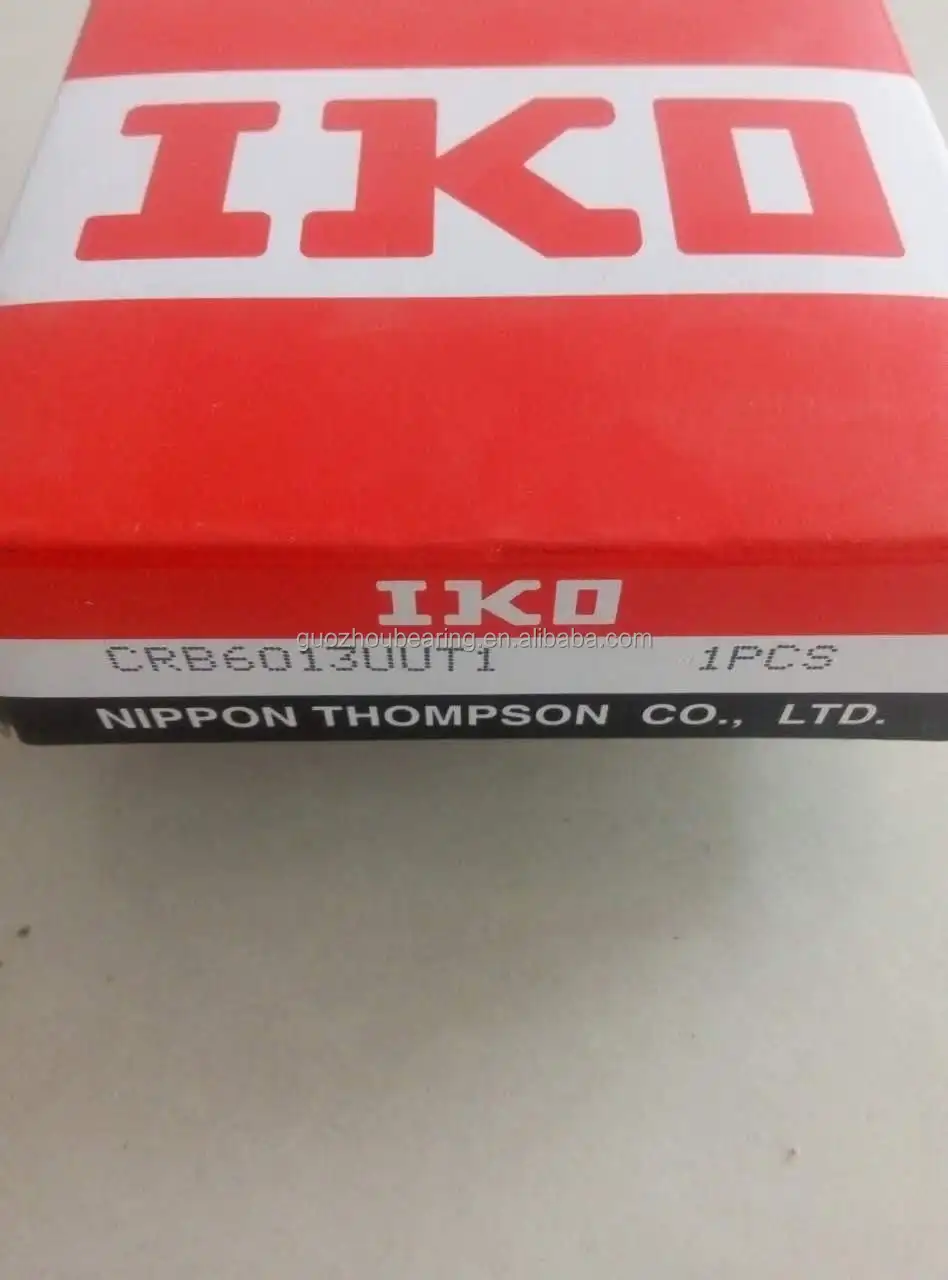 IKO
IKO
guozhoubearing.en.alibaba.com
CRB6013UUT1 1PCS
NIPPON THOMPSON CO., LTD.